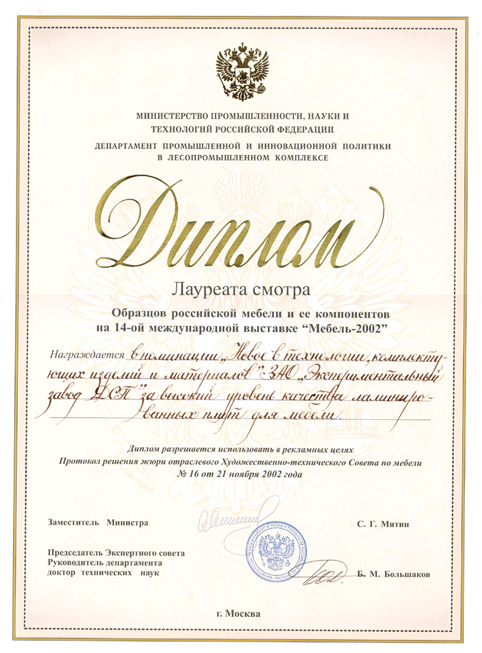 МИНИСТЕРСТВО ПРОМЫШЛЕННОСТИ, НАУКИ И
ТЕХНОЛОГИЙ РОССИЙСКОЙ ФЕДЕРАЦИИ
ДЕПАРТАМЕНТ ПРОМЫШЛЕННОЙ И ИННОВАЦИОННОЙ ПОЛИТИКИ
В ЛЕСОПРОМЫШЛЕННОМ КОМПЛЕКСЕ
Диплом
Лауреата смотра
Образцов российской мебели и ее компонентов
на 14-ой международной выставке “Мебель-2002”
Награждается в номинации „Новое в технологии, комплекту-
ющих изделий и материалов" ЗАО „Экспериментальный
завод ДСП" за высокий уровень качества ламиниро-
ванных плит для мебели.
Диплом разрешается использовать в рекламных целях
Протокол решения жюри отраслевого Художественно-технического Совета по мебели
№ 16 от 21 ноября 2002 года
Заместитель Министра
С. Г. Митин
Председатель Экспертного совета
Руководитель департамента
доктор технических наук
Б. М. Большаков
г. Москва